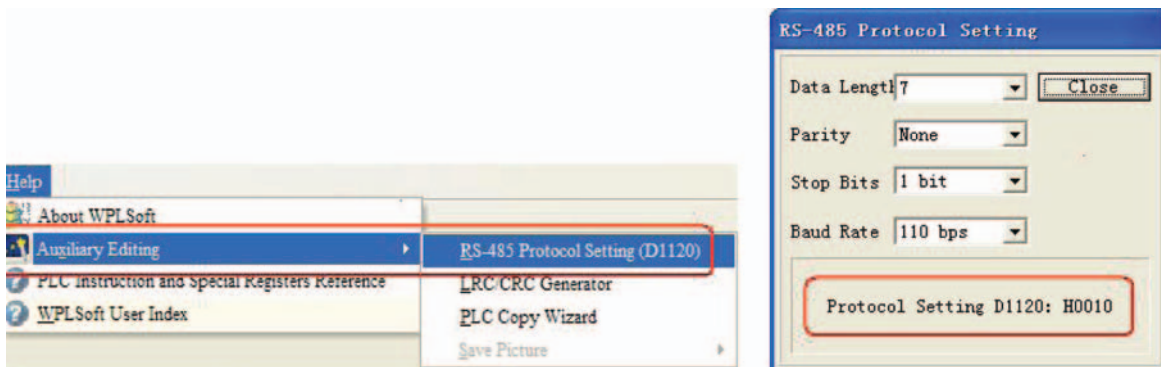 Help
About WPLSoft
Auxiliary Editing
PLC Instruction and Special Registers Reference
WPLSoft User Index
RS-485 Protocol Setting (D1120)
LRC/CRC Generator
PLC Copy Wizard
Save Picture
RS-485 Protocol Setting
Data Lengt 7 Close
Parity None
Stop Bits 1 bit
Baud Rate 110 bps
Protocol Setting D1120: H0010